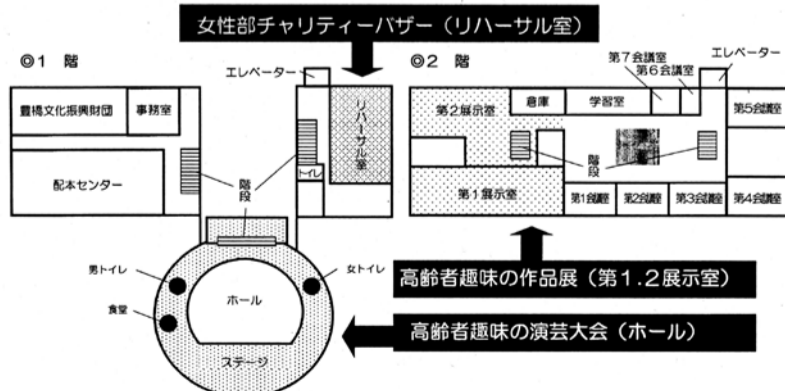 女性部チャリティーバザー（リハーサル室）
◎1 階
エレベーター
豊橋文化振興財団
事務室
リハーサル室
配本センター
階段
トイレ
男トイレ
女トイレ
食堂
ホール
ステージ
◎2 階
第7会議室
第6会議室
エレベーター
第2展示室
倉庫
学習室
第5会議室
階段
第1展示室
第1会議室
第2会議室
第3会議室
第4会議室
高齢者趣味の作品展（第1.2展示室）
高齢者趣味の演芸大会（ホール）